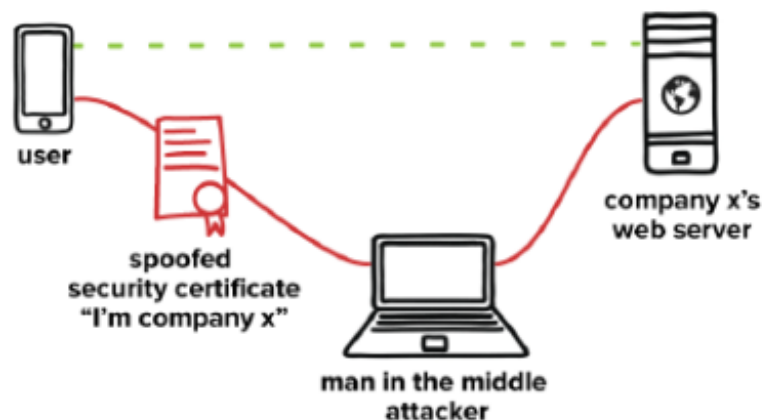 user
company x's
web server
spoofed
security certificate
“I'm company x”
man in the middle
attacker